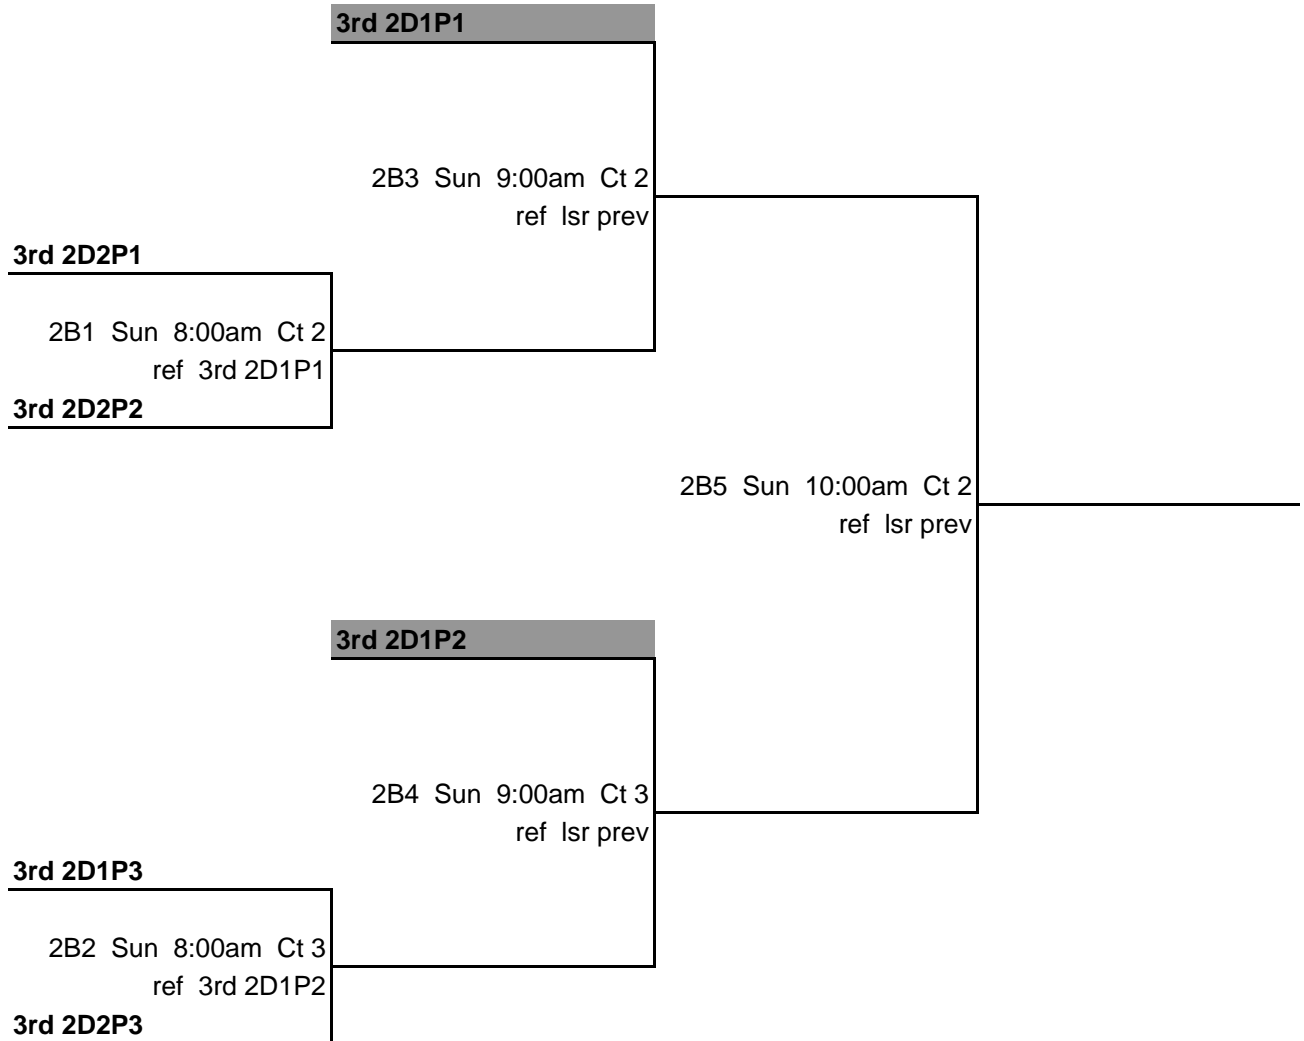 3rd 2D1P1
2B3 Sun 9:00am Ct 2
ref lsr prev
3rd 2D2P1
2B1 Sun 8:00am Ct 2
ref 3rd 2D1P1
3rd 2D2P2
2B5 Sun 10:00am Ct 2
ref lsr prev
3rd 2D1P2
2B4 Sun 9:00am Ct 3
ref lsr prev
3rd 2D1P3
2B2 Sun 8:00am Ct 3
ref 3rd 2D1P2
3rd 2D2P3